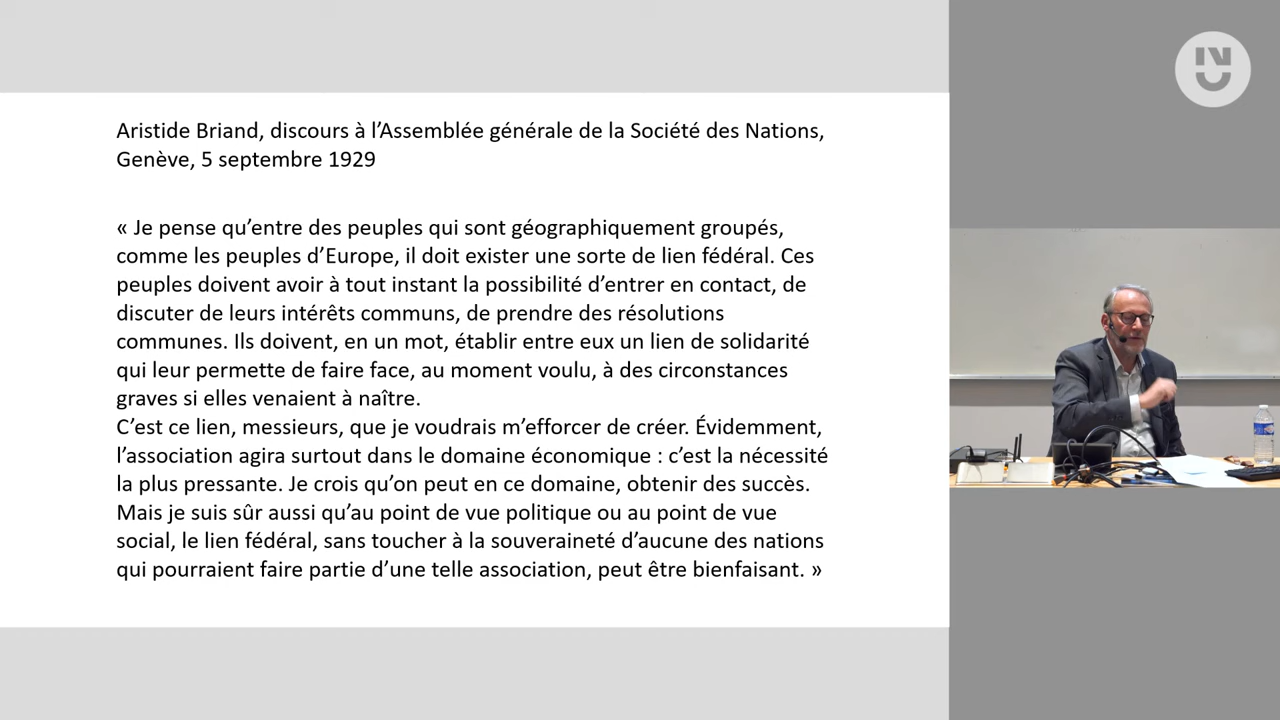 Aristide Briand, discours à l’Assemblée générale de la Société des Nations,
Genève, 5 septembre 1929
« Je pense qu’entre des peuples qui sont géographiquement groupés,
comme les peuples d’Europe, il doit exister une sorte de lien fédéral. Ces
peuples doivent avoir à tout instant la possibilité d’entrer en contact, de
discuter de leurs intérêts communs, de prendre des résolutions
communes. Ils doivent, en un mot, établir entre eux un lien de solidarité
qui leur permette de faire face, au moment voulu, à des circonstances
graves si elles venaient à naître.
C’est ce lien, messieurs, que je voudrais m’efforcer de créer. Évidemment,
l’association agira surtout dans le domaine économique : c’est la nécessité
la plus pressante. Je crois qu’on peut en ce domaine, obtenir des succès.
Mais je suis sûr aussi qu’au point de vue politique ou au point de vue
social, le lien fédéral, sans toucher à la souveraineté d’aucune des nations
qui pourraient faire partie d’une telle association, peut être bienfaisant. »